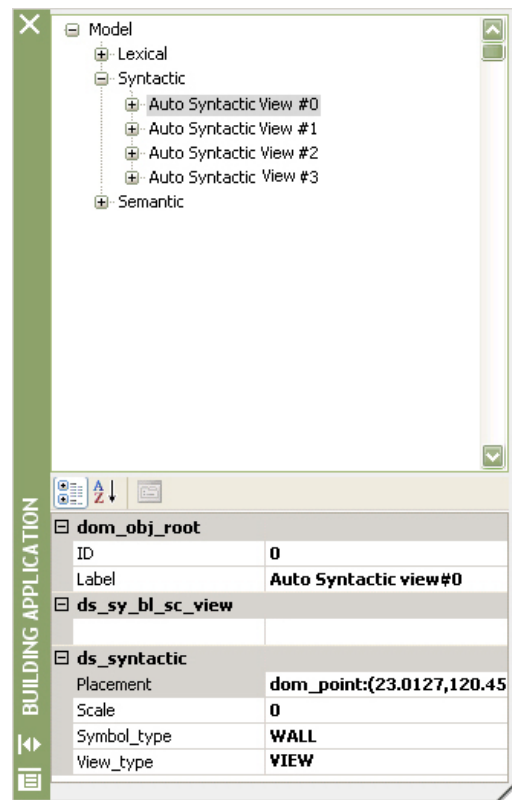 Model
Lexical
Syntactic
Auto Syntactic View #0
Auto Syntactic View #1
Auto Syntactic View #2
Auto Syntactic View #3
Semantic
BUILDING APPLICATION
dom_obj_root
ID 0
Label Auto Syntactic view#0
ds_sy_bl_sc_view
ds_syntactic
Placement dom_point:(23.0127,120.45
Scale 0
Symbol_type WALL
View_type VIEW